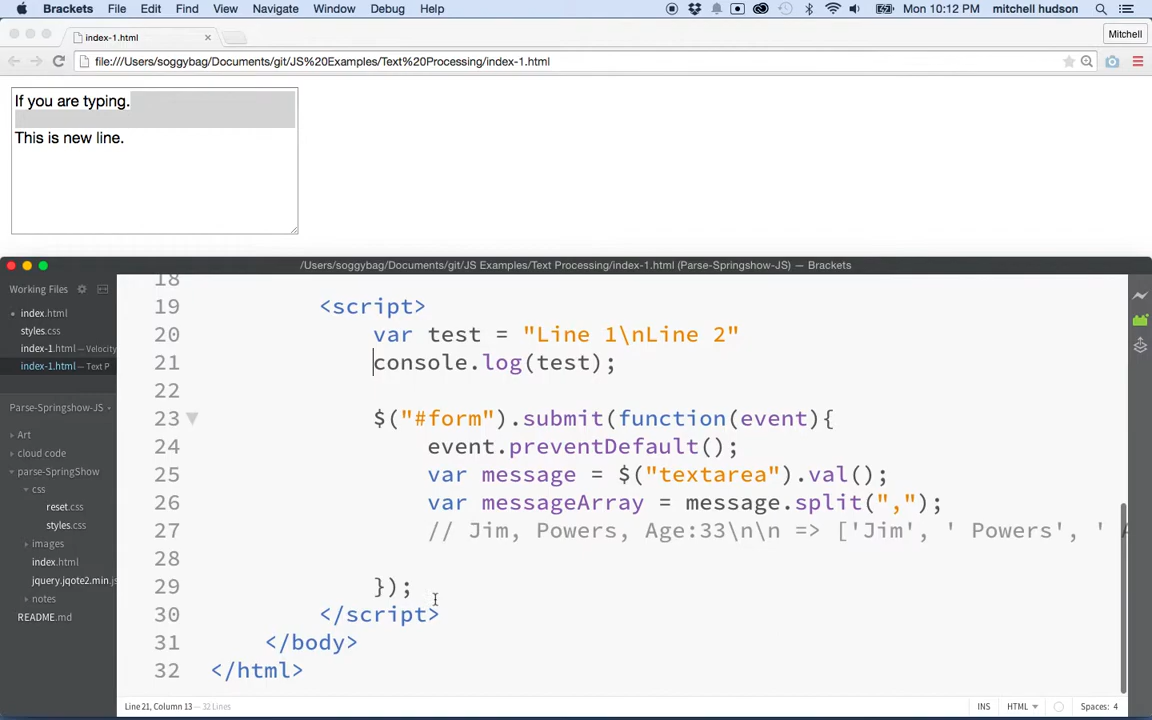 Brackets File Edit View Navigate Window Debug Help Mon 10:12 PM mitchell hudson
index-1.html Mitchell
file:///Users/soggybag/Documents/git/JS%20Examples/Text%20Processing/index-1.html
If you are typing.
This is new line.
/Users/soggybag/Documents/git/JS Examples/Text Processing/index-1.html (Parse-Springshow-JS) — Brackets
Working Files
index.html
styles.css
index-1.html — Velocity
index-1.html — Text P
Parse-Springshow-JS
Art
cloud code
parse-SpringShow
css
reset.css
styles.css
images
index.html
jquery.jqote2.min.js
notes
README.md
18
19 <script>
20 var test = "Line 1\nLine 2"
21 console.log(test);
22
23 $("#form").submit(function(event){
24 event.preventDefault();
25 var message = $("textarea").val();
26 var messageArray = message.split(",");
27 // Jim, Powers, Age:33\n\n => ['Jim', ' Powers', '
28
29 });
30 </script>
31 </body>
32 </html>
Line 21, Column 13 — 32 Lines INS HTML Spaces: 4